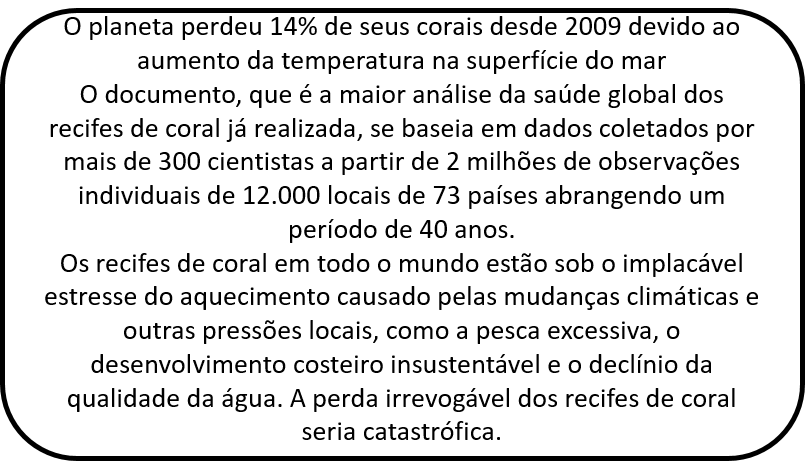 O planeta perdeu 14% de seus corais desde 2009 devido ao
aumento da temperatura na superfície do mar
O documento, que é a maior análise da saúde global dos
recifes de coral já realizada, se baseia em dados coletados por
mais de 300 cientistas a partir de 2 milhões de observações
individuais de 12.000 locais de 73 países abrangendo um
período de 40 anos.
Os recifes de coral em todo o mundo estão sob o implacável
estresse do aquecimento causado pelas mudanças climáticas e
outras pressões locais, como a pesca excessiva, o
desenvolvimento costeiro insustentável e o declínio da
qualidade da água. A perda irrevogável dos recifes de coral
seria catastrófica.